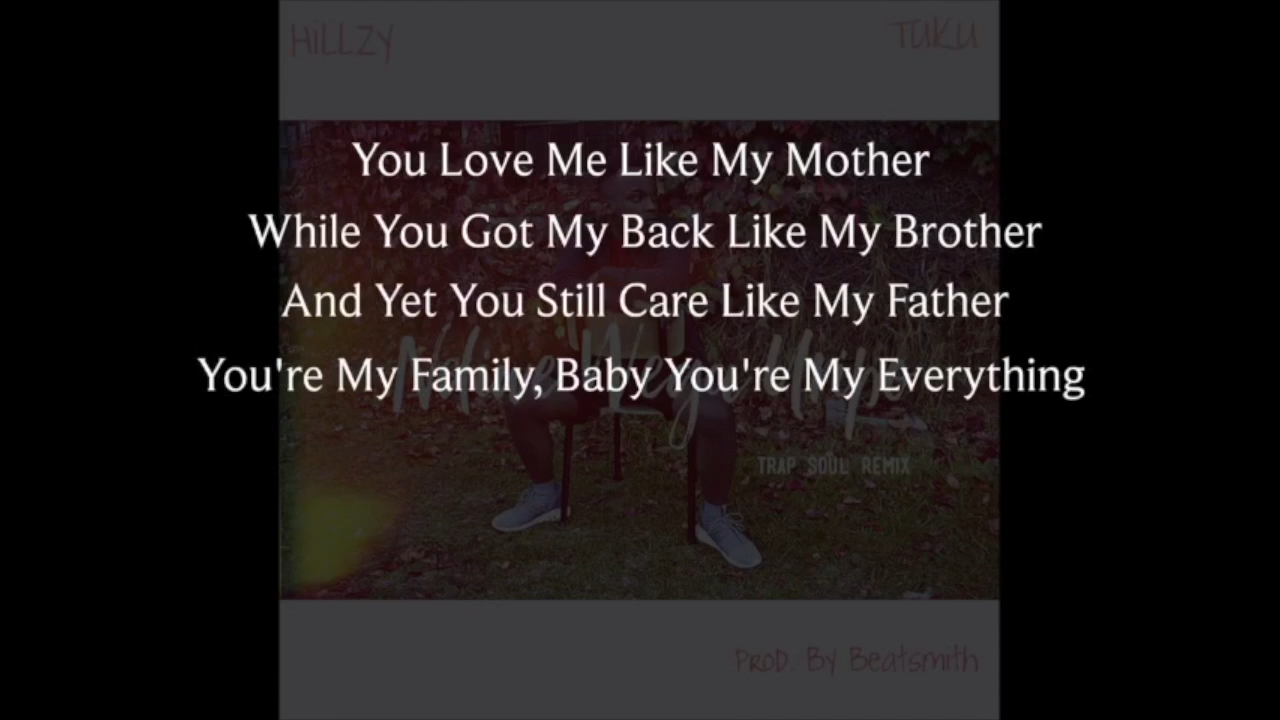 HiLLZY
TUKU
You Love Me Like My Mother
While You Got My Back Like My Brother
And Yet You Still Care Like My Father
You're My Family, Baby You're My Everything
TRAP SOUL REMIX
PROD. By Beatsmith